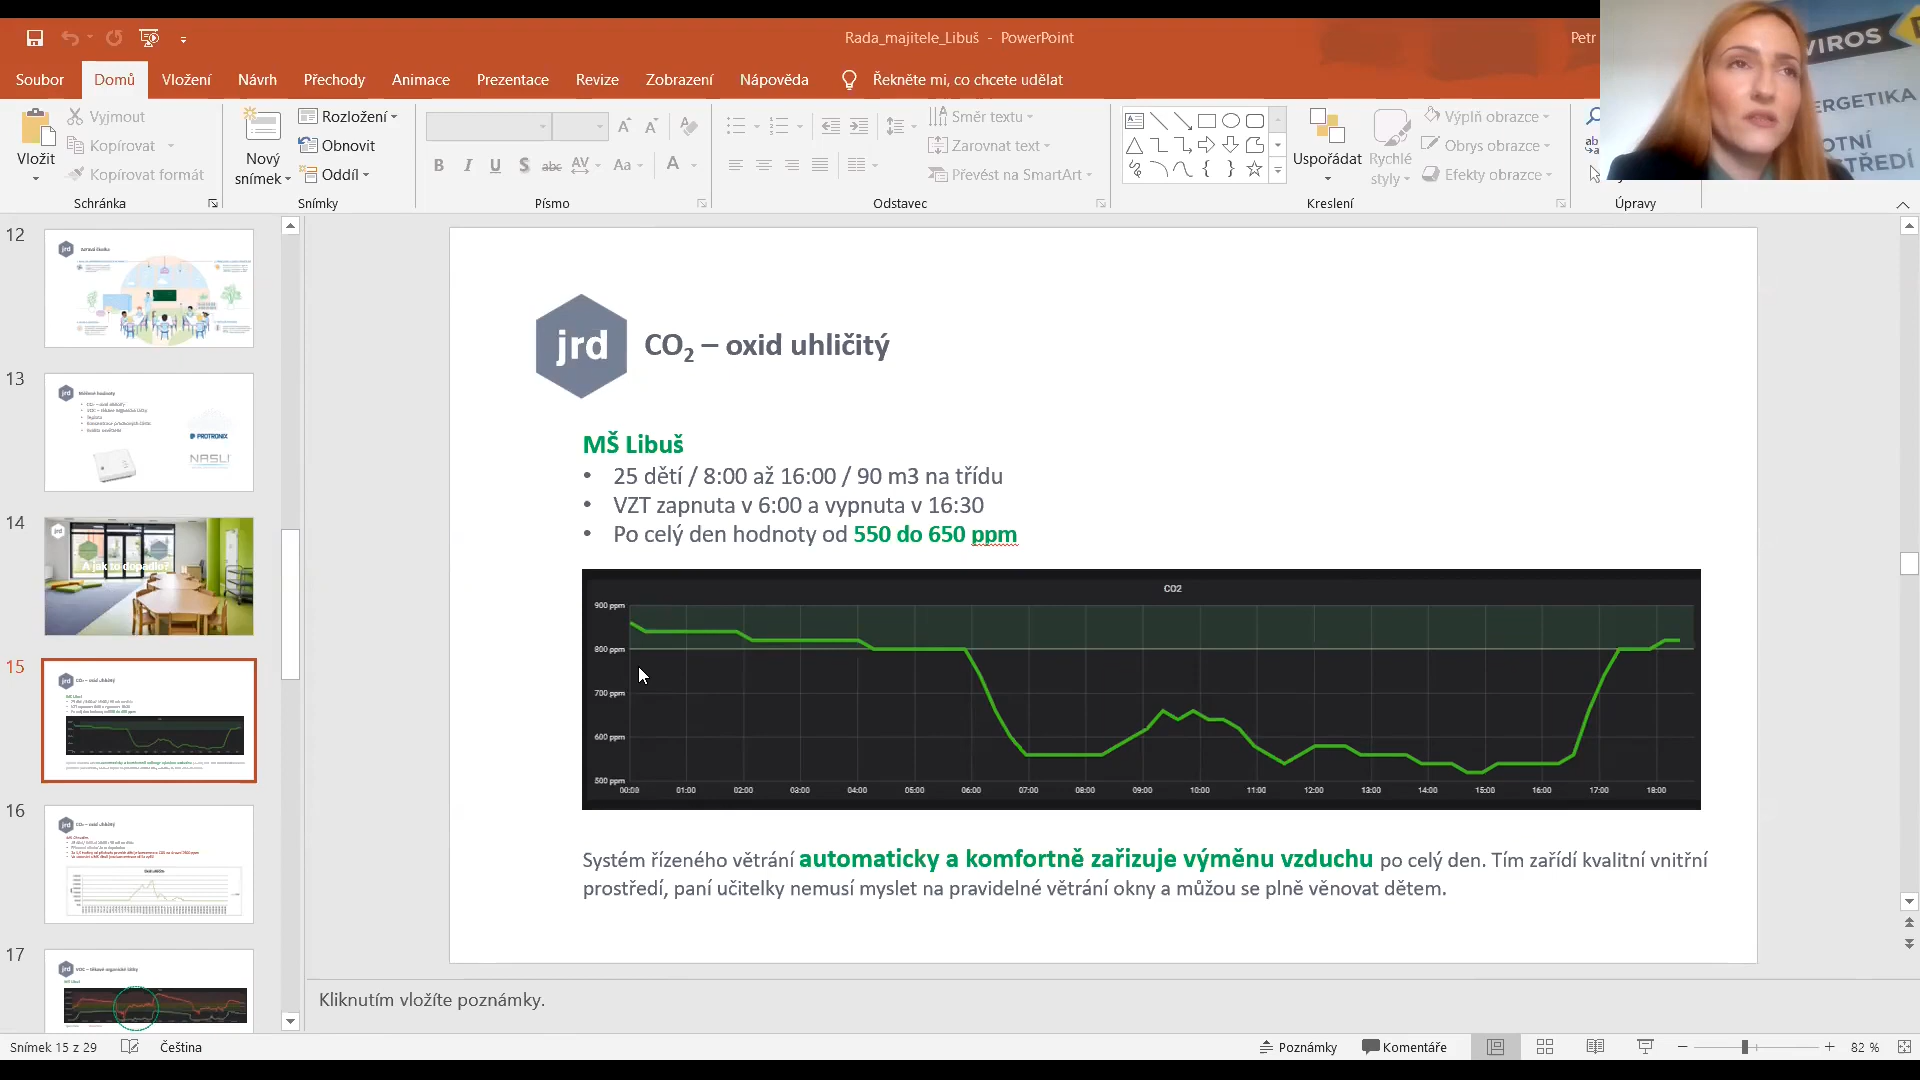 Rada_majitele_Libuš - PowerPoint
Petr
Soubor
Domů
Vložení
Návrh
Přechody
Animace
Prezentace
Revize
Zobrazení
Nápověda
Řekněte mi, co chcete udělat
Vložit
Vyjmout
Kopírovat
Kopírovat formát
Schránka
Nový snímek
Rozložení
Obnovit
Oddíl
Snímky
Písmo
Směr textu
Zarovnat text
Převést na SmartArt
Odstavec
Uspořádat
Rychlé styly
Výplň obrazce
Obrys obrazce
Efekty obrazce
Kreslení
Úpravy
VIROS
ERGETIKA
OTNÍ
STŘEDÍ
12
13
PROTRONIX
NASLI
14
A jak to dopadlo?
15
16
17
jrd
CO2 – oxid uhličitý
MŠ Libuš
• 25 dětí / 8:00 až 16:00 / 90 m3 na třídu
• VZT zapnuta v 6:00 a vypnuta v 16:30
• Po celý den hodnoty od 550 do 650 ppm
CO2
900 ppm
800 ppm
700 ppm
600 ppm
500 ppm
00:00 01:00 02:00 03:00 04:00 05:00 06:00 07:00 08:00 09:00 10:00 11:00 12:00 13:00 14:00 15:00 16:00 17:00 18:00
Systém řízeného větrání automaticky a komfortně zařizuje výměnu vzduchu po celý den. Tím zařídí kvalitní vnitřní
prostředí, paní učitelky nemusí myslet na pravidelné větrání okny a můžou se plně věnovat dětem.
Kliknutím vložíte poznámky.
Snímek 15 z 29
Čeština
Poznámky
Komentáře
82 %